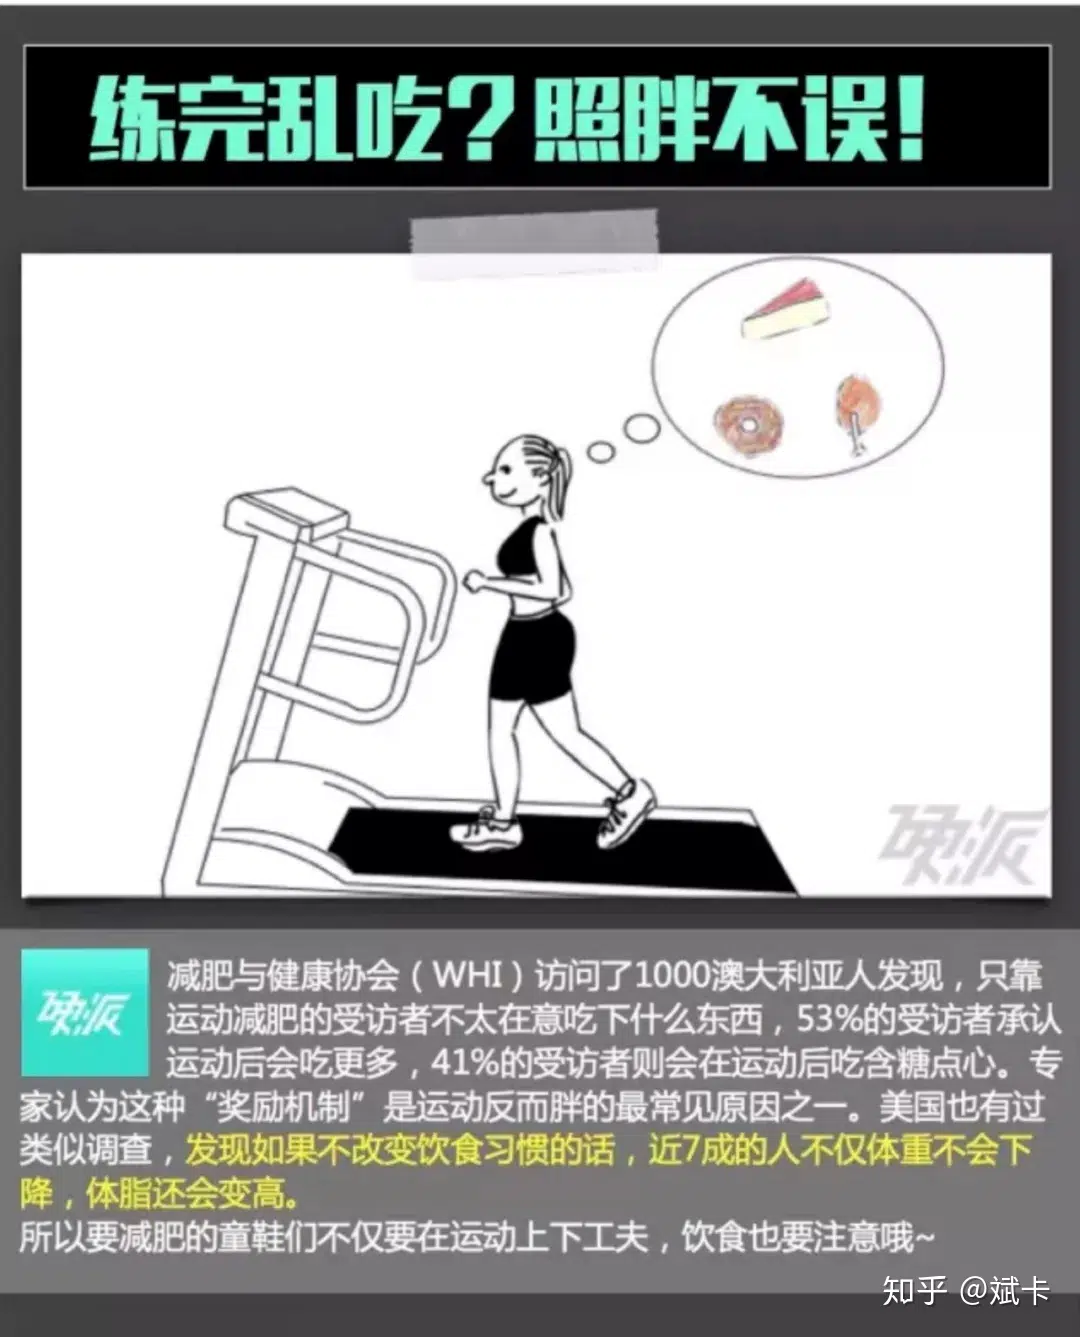 练完乱吃？照胖不误！
硬派
硬派
减肥与健康协会（WHI）访问了1000澳大利亚人发现，只靠
运动减肥的受访者不太在意吃下什么东西，53%的受访者承认
运动后会吃更多，41%的受访者则会在运动后吃含糖点心。专
家认为这种“奖励机制”是运动反而胖的最常见原因之一。美国也有过
类似调查，发现如果不改变饮食习惯的话，近7成的人不仅体重不会下
降，体脂还会变高。
所以要减肥的童鞋们不仅要在运动上下工夫，饮食也要注意哦~
知乎 @斌卡